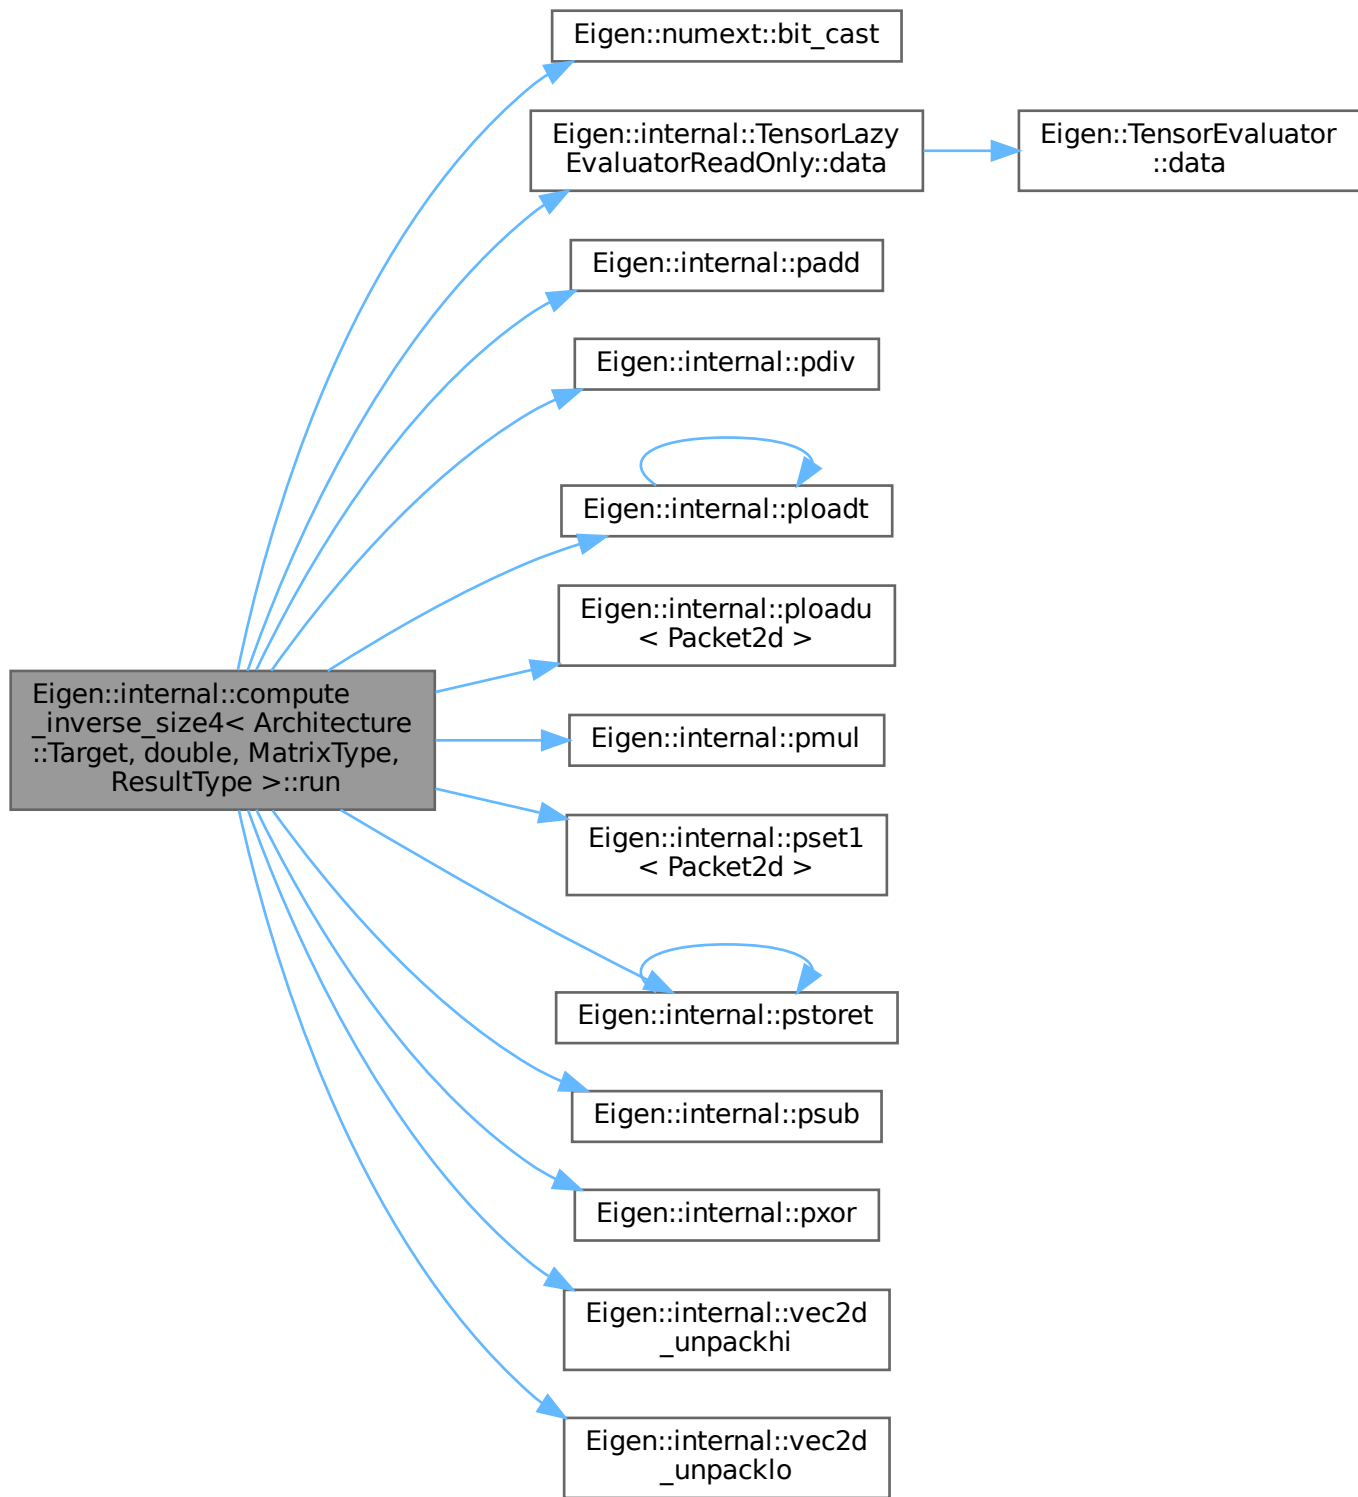 Eigen::numext::bit_cast
Eigen::internal::TensorLazy
EvaluatorReadOnly::data
Eigen::TensorEvaluator
::data
Eigen::internal::padd
Eigen::internal::pdiv
Eigen::internal::ploadt
Eigen::internal::ploadu
< Packet2d >
Eigen::internal::compute
_inverse_size4< Architecture
::Target, double, MatrixType,
ResultType >::run
Eigen::internal::pmul
Eigen::internal::pset1
< Packet2d >
Eigen::internal::pstoret
Eigen::internal::psub
Eigen::internal::pxor
Eigen::internal::vec2d
_unpackhi
Eigen::internal::vec2d
_unpacklo